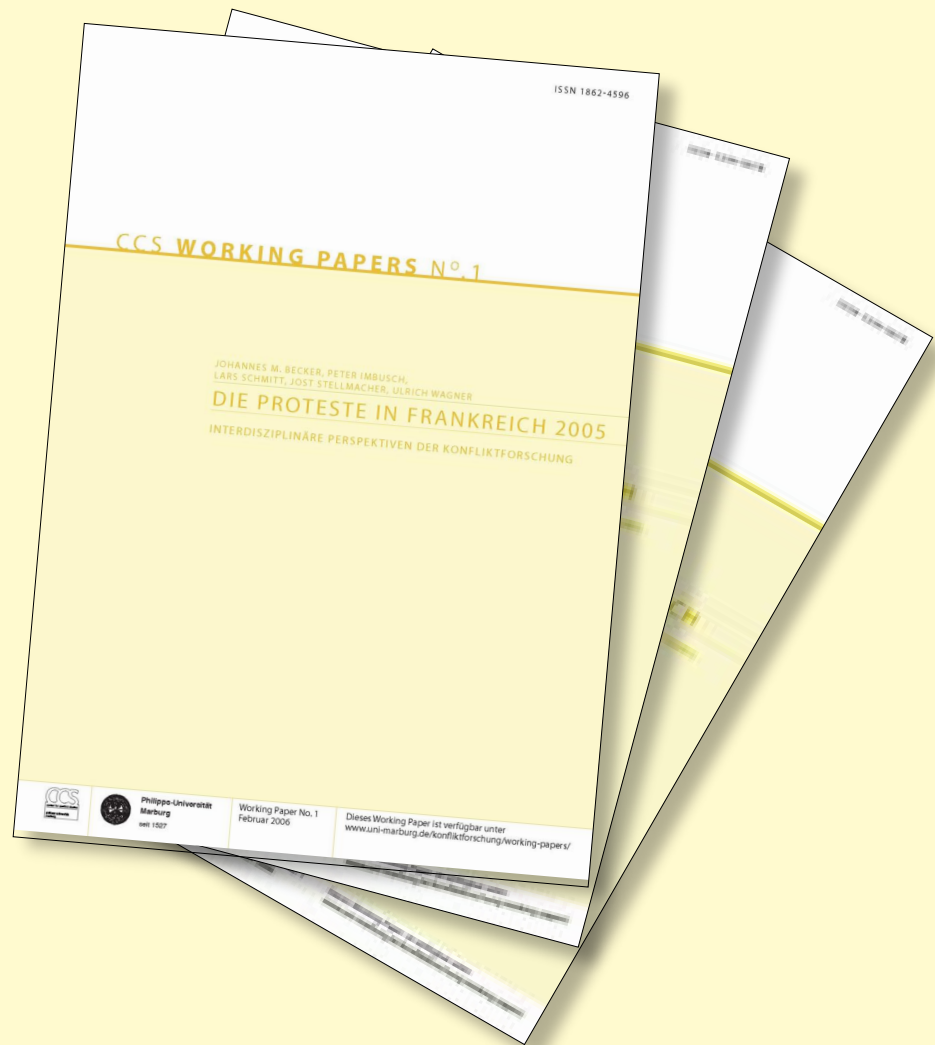 ISSN 1862-4596
CCS WORKING PAPERS N°.1
JOHANNES M. BECKER, PETER IMBUSCH,
LARS SCHMITT, JOST STELLMACHER, ULRICH WAGNER
DIE PROTESTE IN FRANKREICH 2005
INTERDISZIPLINÄRE PERSPEKTIVEN DER KONFLIKTFORSCHUNG
CCS
Philipps-Universität
Marburg
seit 1527
Working Paper No. 1
Februar 2006
Dieses Working Paper ist verfügbar unter
www.uni-marburg.de/konfliktforschung/working-papers/
H
CH